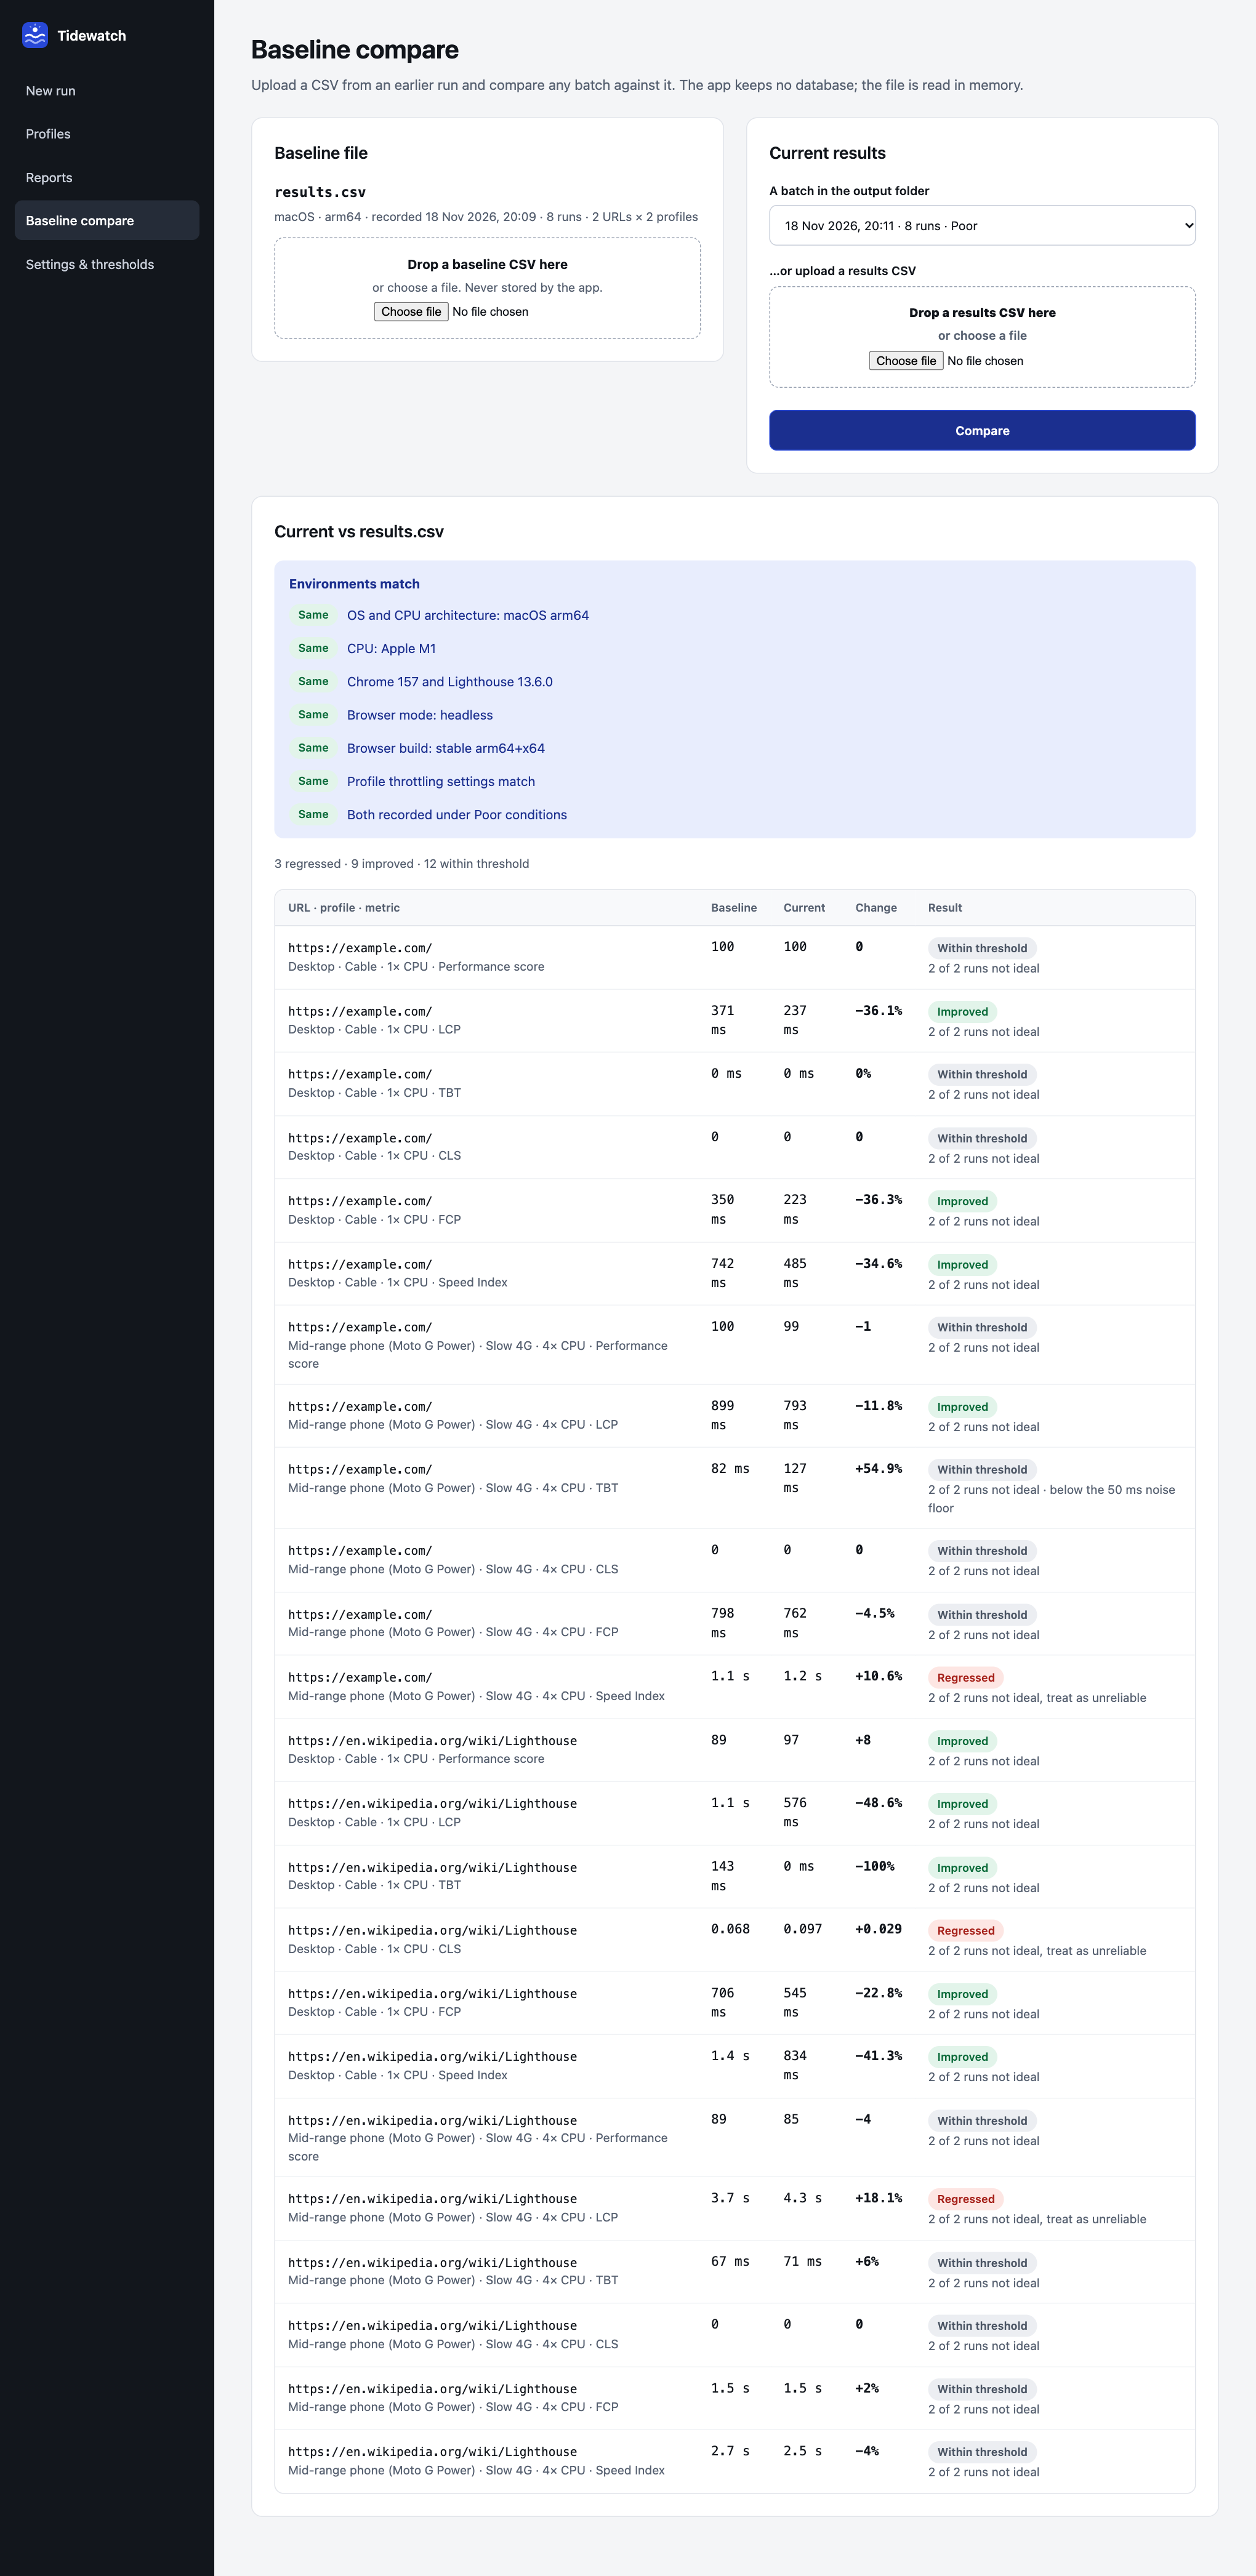 Tidewatch
New run
Profiles
Reports
Baseline compare
Settings & thresholds
Baseline compare
Upload a CSV from an earlier run and compare any batch against it. The app keeps no database; the file is read in memory.
Baseline file
results.csv
macOS · arm64 · recorded 18 Nov 2026, 20:09 · 8 runs · 2 URLs × 2 profiles
Drop a baseline CSV here
or choose a file. Never stored by the app.
Choose file No file chosen
Current results
A batch in the output folder
18 Nov 2026, 20:11 · 8 runs · Poor
…or upload a results CSV
Drop a results CSV here
or choose a file
Choose file No file chosen
Compare
Current vs results.csv
Environments match
Same OS and CPU architecture: macOS arm64
Same CPU: Apple M1
Same Chrome 157 and Lighthouse 13.6.0
Same Browser mode: headless
Same Browser build: stable arm64+x64
Same Profile throttling settings match
Same Both recorded under Poor conditions
3 regressed · 9 improved · 12 within threshold
URL · profile · metric Baseline Current Change Result
https://example.com/ 100 100 0 Within threshold
Desktop · Cable · 1× CPU · Performance score 2 of 2 runs not ideal
https://example.com/ 371 237 −36.1% Improved
Desktop · Cable · 1× CPU · LCP ms ms 2 of 2 runs not ideal
https://example.com/ 0 ms 0 ms 0% Within threshold
Desktop · Cable · 1× CPU · TBT 2 of 2 runs not ideal
https://example.com/ 0 0 0 Within threshold
Desktop · Cable · 1× CPU · CLS 2 of 2 runs not ideal
https://example.com/ 350 223 −36.3% Improved
Desktop · Cable · 1× CPU · FCP ms ms 2 of 2 runs not ideal
https://example.com/ 742 485 −34.6% Improved
Desktop · Cable · 1× CPU · Speed Index ms ms 2 of 2 runs not ideal
https://example.com/ 100 99 −1 Within threshold
Mid-range phone (Moto G Power) · Slow 4G · 4× CPU · Performance 2 of 2 runs not ideal
score
https://example.com/ 899 793 −11.8% Improved
Mid-range phone (Moto G Power) · Slow 4G · 4× CPU · LCP ms ms 2 of 2 runs not ideal
https://example.com/ 82 ms 127 +54.9% Within threshold
Mid-range phone (Moto G Power) · Slow 4G · 4× CPU · TBT ms 2 of 2 runs not ideal · below the 50 ms noise
floor
https://example.com/ 0 0 0 Within threshold
Mid-range phone (Moto G Power) · Slow 4G · 4× CPU · CLS 2 of 2 runs not ideal
https://example.com/ 798 762 −4.5% Within threshold
Mid-range phone (Moto G Power) · Slow 4G · 4× CPU · FCP ms ms 2 of 2 runs not ideal
https://example.com/ 1.1 s 1.2 s +10.6% Regressed
Mid-range phone (Moto G Power) · Slow 4G · 4× CPU · Speed Index 2 of 2 runs not ideal, treat as unreliable
https://en.wikipedia.org/wiki/Lighthouse 89 97 +8 Improved
Desktop · Cable · 1× CPU · Performance score 2 of 2 runs not ideal
https://en.wikipedia.org/wiki/Lighthouse 1.1 s 576 −48.6% Improved
Desktop · Cable · 1× CPU · LCP ms 2 of 2 runs not ideal
https://en.wikipedia.org/wiki/Lighthouse 143 0 ms −100% Improved
Desktop · Cable · 1× CPU · TBT ms 2 of 2 runs not ideal
https://en.wikipedia.org/wiki/Lighthouse 0.068 0.097 +0.029 Regressed
Desktop · Cable · 1× CPU · CLS 2 of 2 runs not ideal, treat as unreliable
https://en.wikipedia.org/wiki/Lighthouse 706 545 −22.8% Improved
Desktop · Cable · 1× CPU · FCP ms ms 2 of 2 runs not ideal
https://en.wikipedia.org/wiki/Lighthouse 1.4 s 834 −41.3% Improved
Desktop · Cable · 1× CPU · Speed Index ms 2 of 2 runs not ideal
https://en.wikipedia.org/wiki/Lighthouse 89 85 −4 Within threshold
Mid-range phone (Moto G Power) · Slow 4G · 4× CPU · Performance 2 of 2 runs not ideal
score
https://en.wikipedia.org/wiki/Lighthouse 3.7 s 4.3 s +18.1% Regressed
Mid-range phone (Moto G Power) · Slow 4G · 4× CPU · LCP 2 of 2 runs not ideal, treat as unreliable
https://en.wikipedia.org/wiki/Lighthouse 67 ms 71 ms +6% Within threshold
Mid-range phone (Moto G Power) · Slow 4G · 4× CPU · TBT 2 of 2 runs not ideal
https://en.wikipedia.org/wiki/Lighthouse 0 0 0 Within threshold
Mid-range phone (Moto G Power) · Slow 4G · 4× CPU · CLS 2 of 2 runs not ideal
https://en.wikipedia.org/wiki/Lighthouse 1.5 s 1.5 s +2% Within threshold
Mid-range phone (Moto G Power) · Slow 4G · 4× CPU · FCP 2 of 2 runs not ideal
https://en.wikipedia.org/wiki/Lighthouse 2.7 s 2.5 s −4% Within threshold
Mid-range phone (Moto G Power) · Slow 4G · 4× CPU · Speed Index 2 of 2 runs not ideal